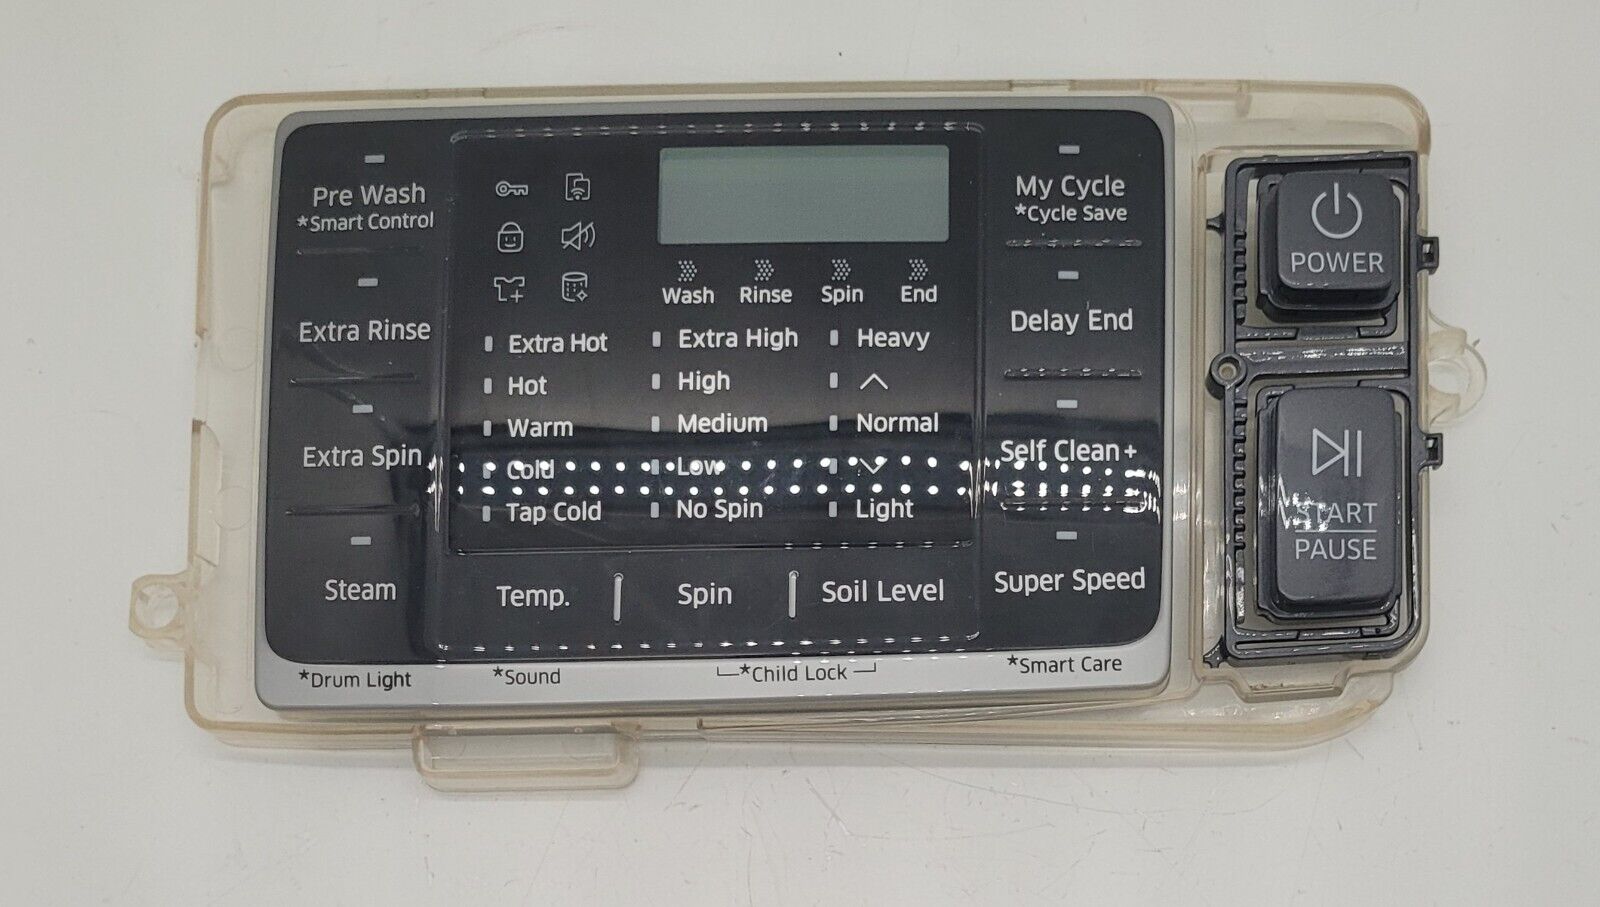 Pre Wash
*Smart Control
Extra Rinse
Extra Spin
Steam
*Drum Light
Wash Rinse Spin End
Extra Hot
Hot
Warm
Cold
Tap Cold
Extra High
High
Medium
Low
No Spin
Heavy
Normal
Light
Temp. Spin Soil Level
*Sound
*Child Lock
My Cycle
*Cycle Save
Delay End
Self Clean+
Super Speed
*Smart Care
POWER
START
PAUSE